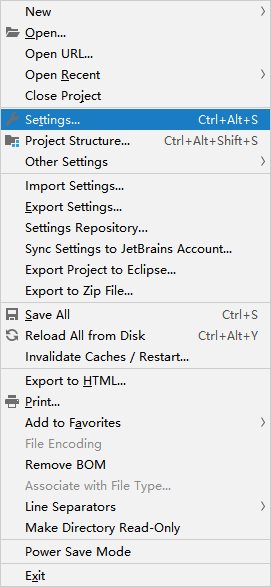 New
Open...
Open URL...
Open Recent
Close Project
Settings... Ctrl+Alt+S
Project Structure... Ctrl+Alt+Shift+S
Other Settings
Import Settings...
Export Settings...
Settings Repository...
Sync Settings to JetBrains Account...
Export Project to Eclipse...
Export to Zip File...
Save All Ctrl+S
Reload All from Disk Ctrl+Alt+Y
Invalidate Caches / Restart...
Export to HTML...
Print...
Add to Favorites
File Encoding
Remove BOM
Associate with File Type...
Line Separators
Make Directory Read-Only
Power Save Mode
Exit